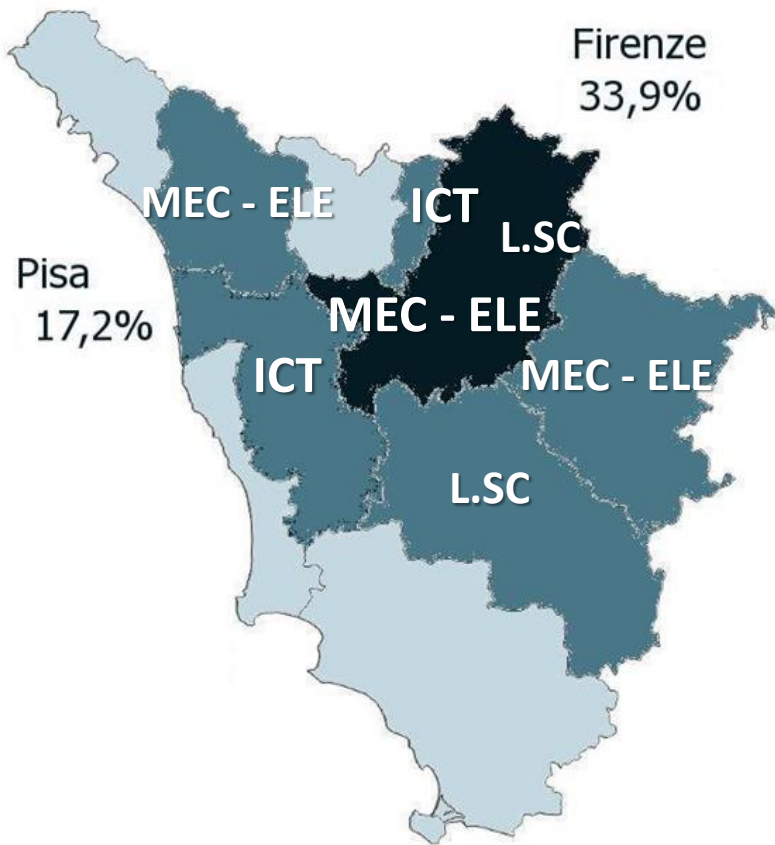 Firenze
33,9%
MEC - ELE
ICT
L.SC
Pisa
17,2%
MEC - ELE
ICT
MEC - ELE
L.SC